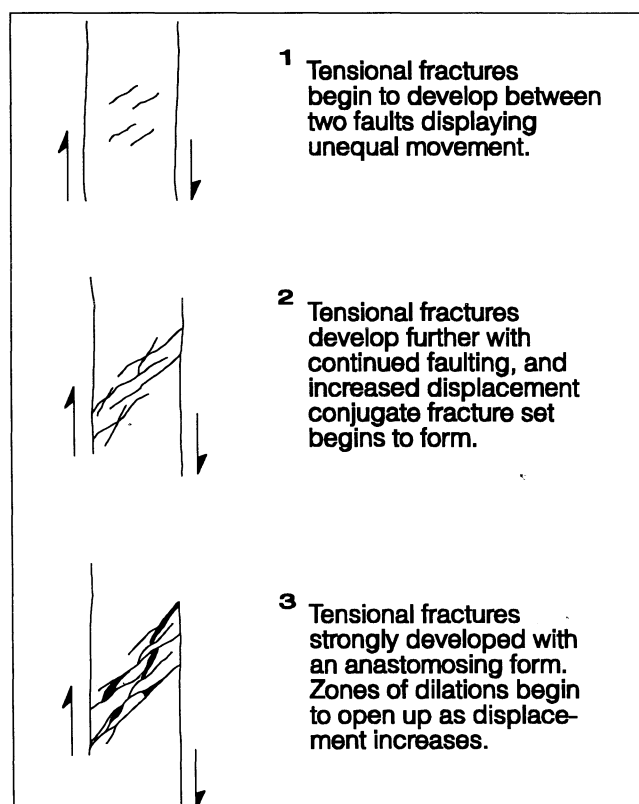 1
Tensional fractures
begin to develop between
two faults displaying
unequal movement.
2
Tensional fractures
develop further with
continued faulting, and
increased displacement
conjugate fracture set
begins to form.
3
Tensional fractures
strongly developed with
an anastomosing form.
Zones of dilations begin
to open up as displace-
ment increases.